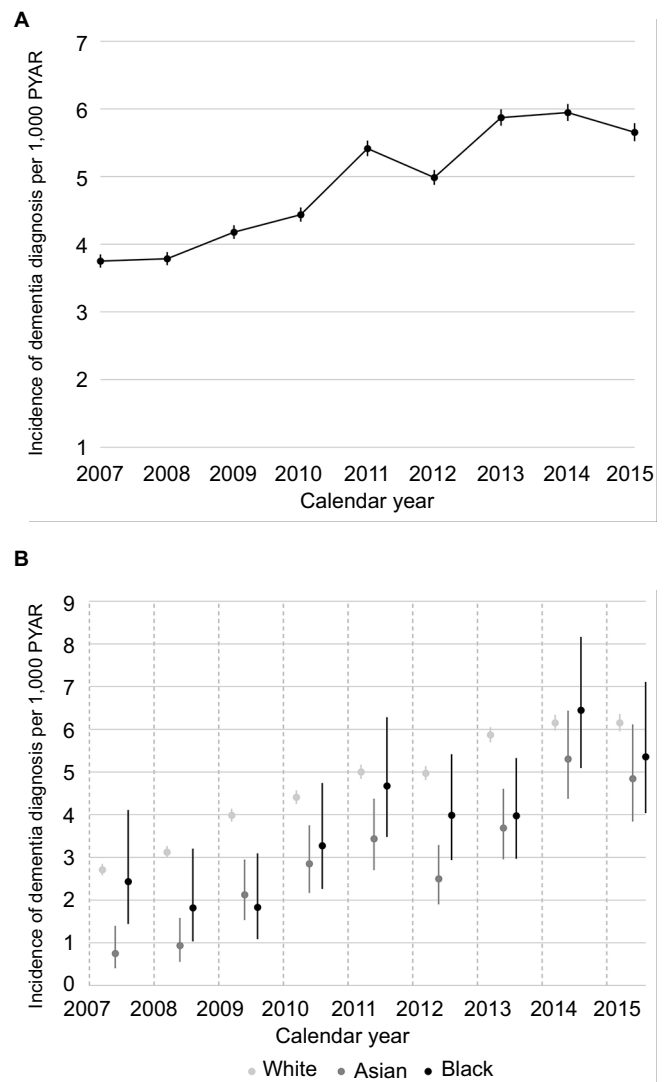 A
Incidence of dementia diagnosis per 1,000 PYAR
7
6
5
4
3
2
1
2007 2008 2009 2010 2011 2012 2013 2014 2015
Calendar year
B
Incidence of dementia diagnosis per 1,000 PYAR
9
8
7
6
5
4
3
2
1
0
2007 2008 2009 2010 2011 2012 2013 2014 2015
Calendar year
White Asian Black